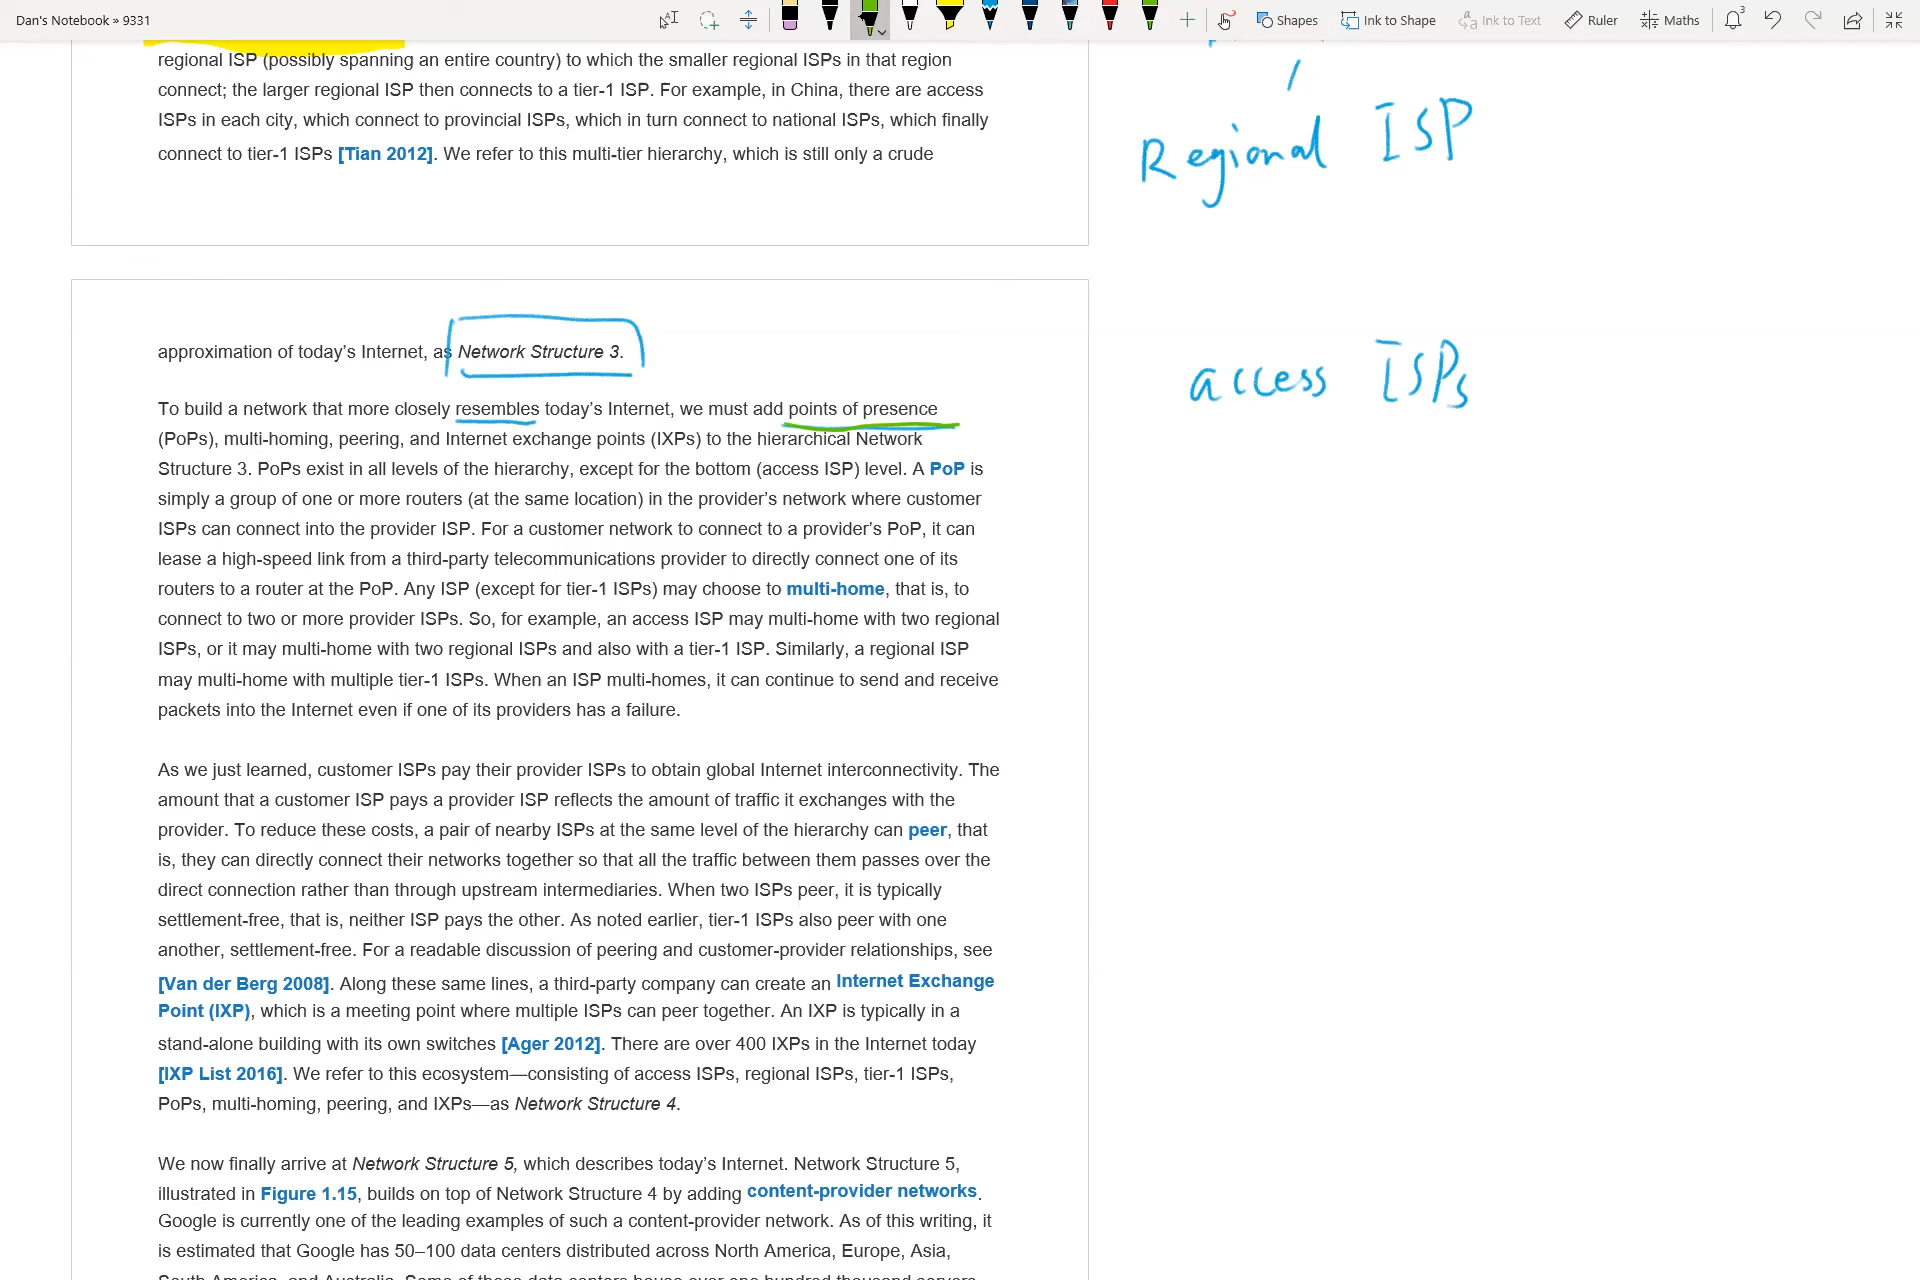 Dan's Notebook » 9331
Shapes
Ink to Shape
Ink to Text
Ruler
Maths
3
regional ISP (possibly spanning an entire country) to which the smaller regional ISPs in that region
connect; the larger regional ISP then connects to a tier-1 ISP. For example, in China, there are access
ISPs in each city, which connect to provincial ISPs, which in turn connect to national ISPs, which finally
connect to tier-1 ISPs [Tian 2012]. We refer to this multi-tier hierarchy, which is still only a crude
Regional ISP
approximation of today’s Internet, as Network Structure 3.
access ISPs
To build a network that more closely resembles today’s Internet, we must add points of presence
(PoPs), multi-homing, peering, and Internet exchange points (IXPs) to the hierarchical Network
Structure 3. PoPs exist in all levels of the hierarchy, except for the bottom (access ISP) level. A PoP is
simply a group of one or more routers (at the same location) in the provider’s network where customer
ISPs can connect into the provider ISP. For a customer network to connect to a provider’s PoP, it can
lease a high-speed link from a third-party telecommunications provider to directly connect one of its
routers to a router at the PoP. Any ISP (except for tier-1 ISPs) may choose to multi-home, that is, to
connect to two or more provider ISPs. So, for example, an access ISP may multi-home with two regional
ISPs, or it may multi-home with two regional ISPs and also with a tier-1 ISP. Similarly, a regional ISP
may multi-home with multiple tier-1 ISPs. When an ISP multi-homes, it can continue to send and receive
packets into the Internet even if one of its providers has a failure.
As we just learned, customer ISPs pay their provider ISPs to obtain global Internet interconnectivity. The
amount that a customer ISP pays a provider ISP reflects the amount of traffic it exchanges with the
provider. To reduce these costs, a pair of nearby ISPs at the same level of the hierarchy can peer, that
is, they can directly connect their networks together so that all the traffic between them passes over the
direct connection rather than through upstream intermediaries. When two ISPs peer, it is typically
settlement-free, that is, neither ISP pays the other. As noted earlier, tier-1 ISPs also peer with one
another, settlement-free. For a readable discussion of peering and customer-provider relationships, see
[Van der Berg 2008]. Along these same lines, a third-party company can create an Internet Exchange
Point (IXP), which is a meeting point where multiple ISPs can peer together. An IXP is typically in a
stand-alone building with its own switches [Ager 2012]. There are over 400 IXPs in the Internet today
[IXP List 2016]. We refer to this ecosystem—consisting of access ISPs, regional ISPs, tier-1 ISPs,
PoPs, multi-homing, peering, and IXPs—as Network Structure 4.
We now finally arrive at Network Structure 5, which describes today’s Internet. Network Structure 5,
illustrated in Figure 1.15, builds on top of Network Structure 4 by adding content-provider networks.
Google is currently one of the leading examples of such a content-provider network. As of this writing, it
is estimated that Google has 50–100 data centers distributed across North America, Europe, Asia,
South America, and Australia. Some of these data centers house over one hundred thousand servers